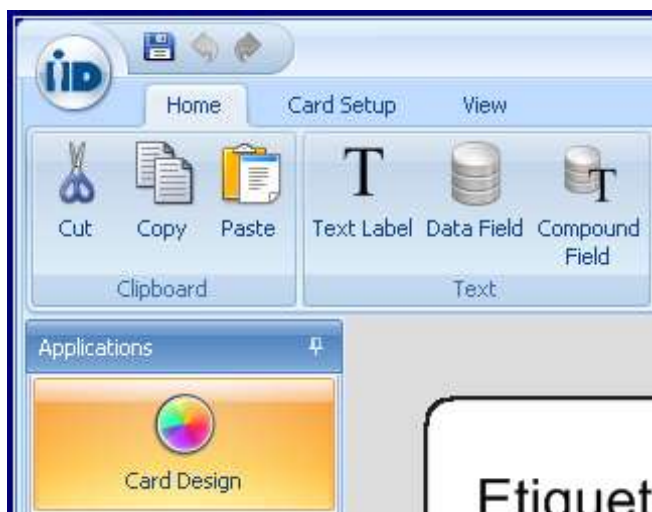 iID
Home Card Setup View
Cut Copy Paste Text Label Data Field Compound
Field
Clipboard Text
Applications
Card Design
Etiquet